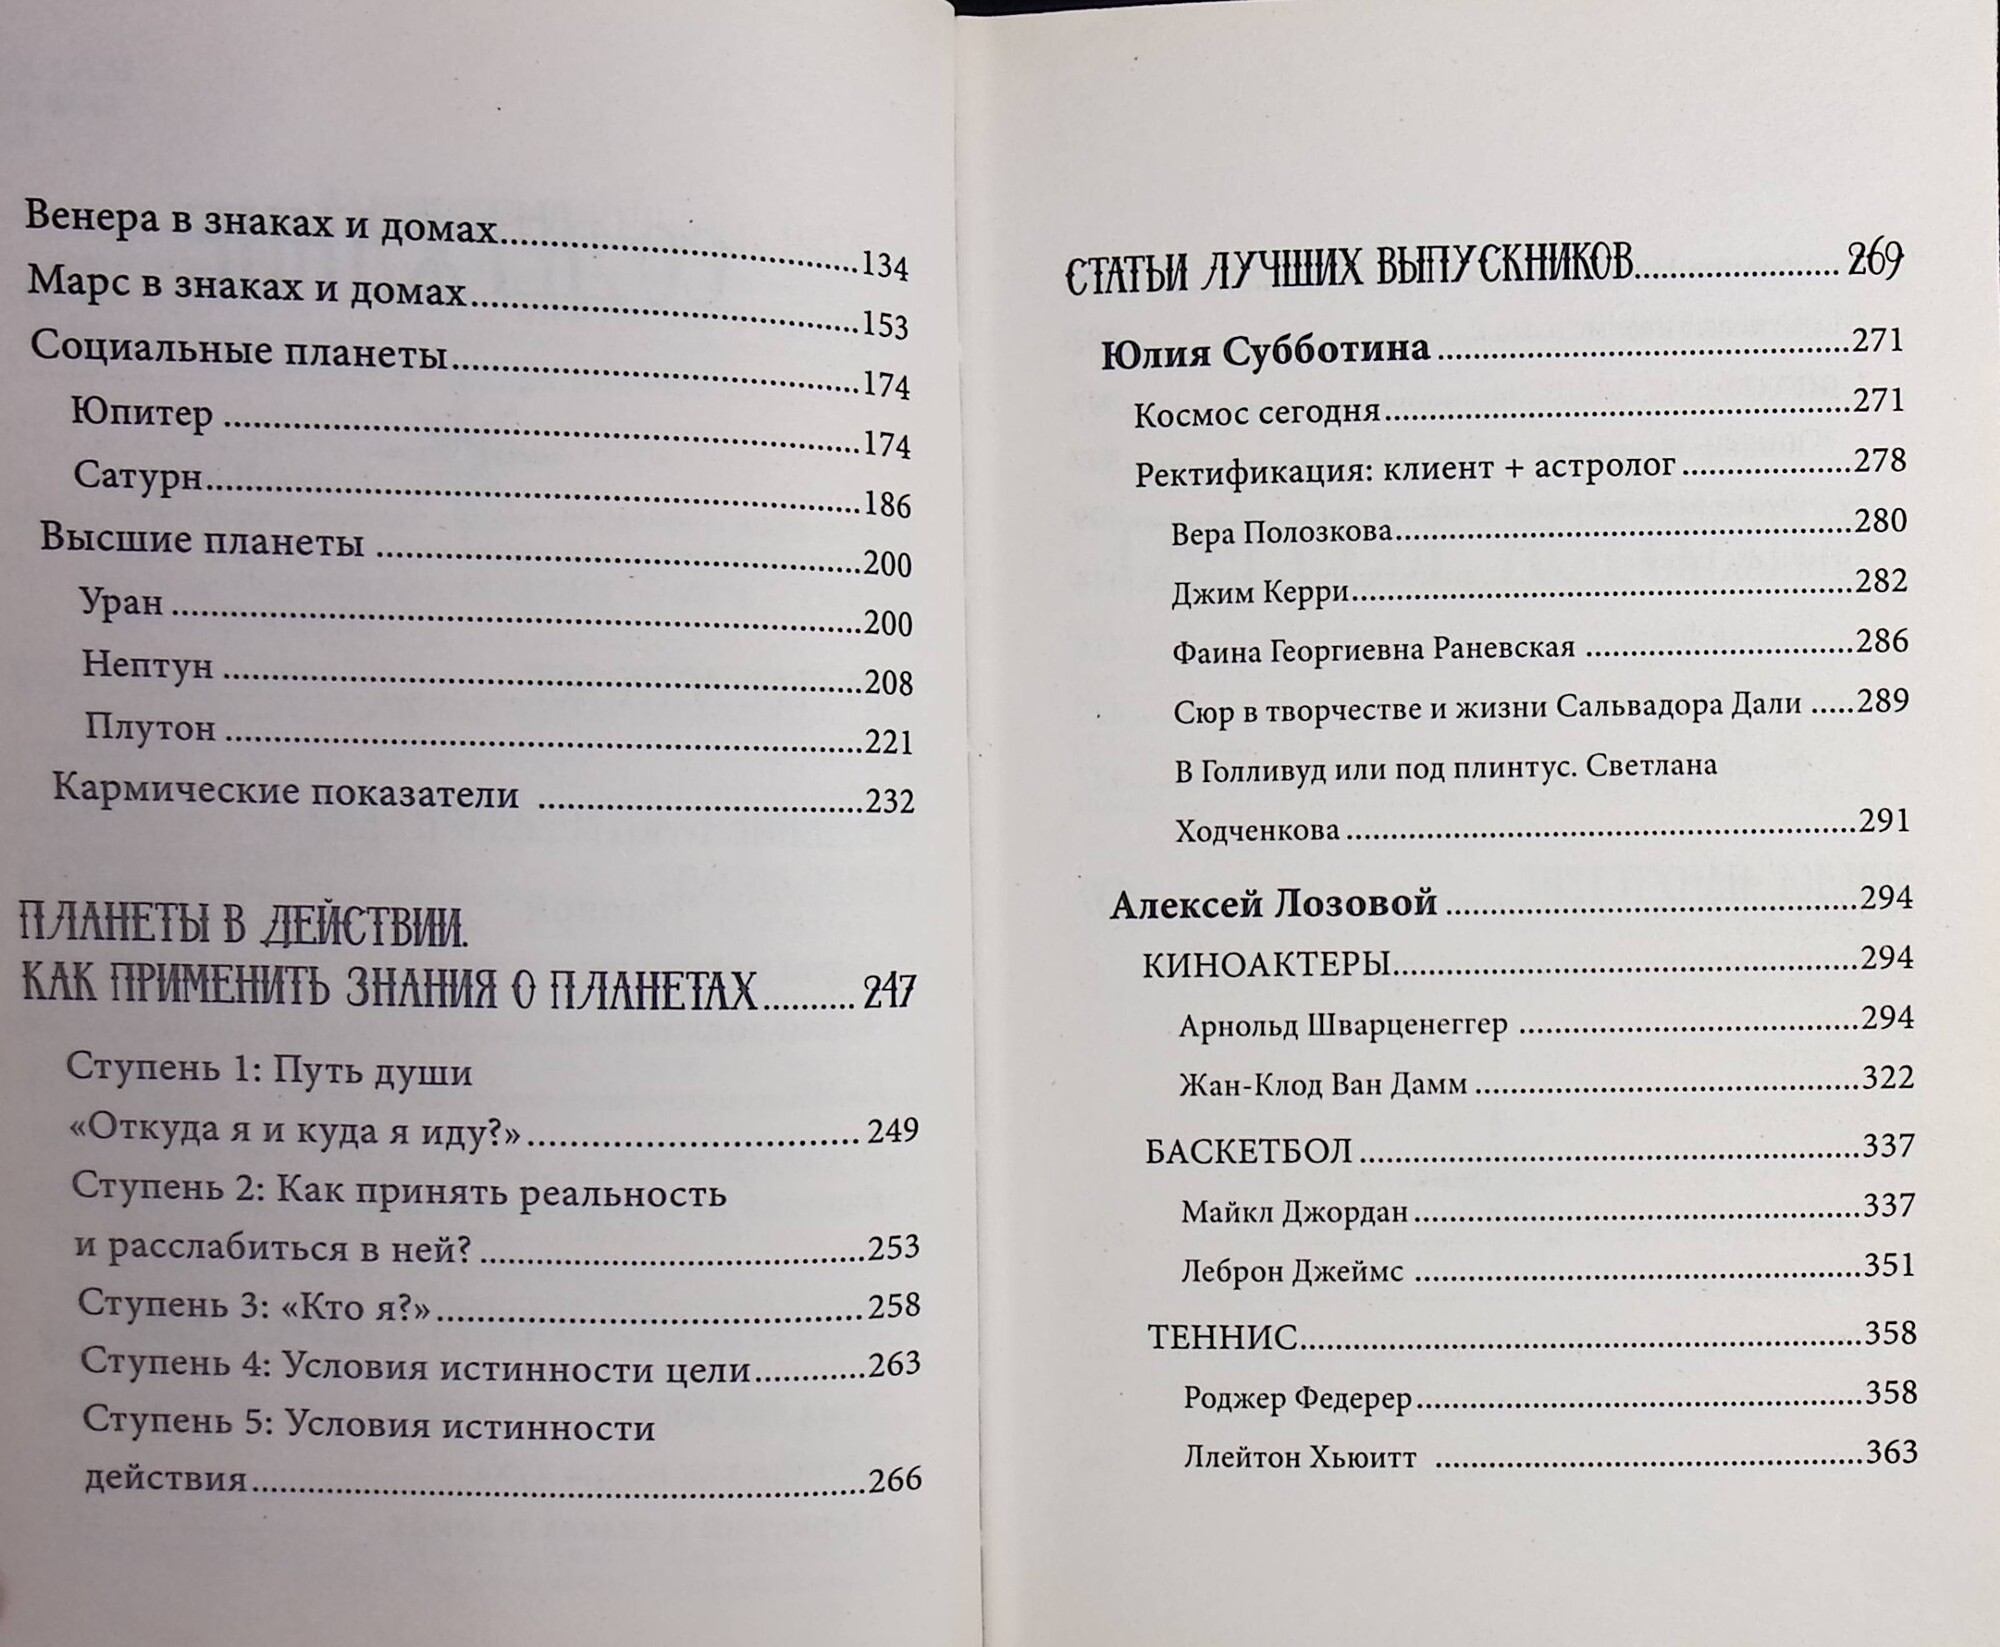 Венера в знаках и домах..........134
Марс в знаках и домах..........153
Социальные планеты..........174
Юпитер ..........174
Сатурн..........186
Высшие планеты ..........200
Уран ..........200
Нептун ..........208
Плутон ..........221
Кармические показатели ..........232
ПЛАНЕТЫ В ДЕЙСТВИИ.
КАК ПРИМЕНИТЬ ЗНАНИЯ О ПЛАНЕТАХ.......... 247
Ступень 1: Путь души
«Откуда я и куда я иду?».......... 249
Ступень 2: Как принять реальность
и расслабиться в ней? ..........253
Ступень 3: «Кто я?»..........258
Ступень 4: Условия истинности цели..........263
Ступень 5: Условия истинности
действия..........266
СТАТЬИ ЛУЧШИХ ВЫПУСКНИКОВ.......... 269
Юлия Субботина ..........271
Космос сегодня..........271
Ректификация: клиент + астролог ..........278
Вера Полозкова..........280
Джим Керри..........282
Фаина Георгиевна Раневская ..........286
Сюр в творчестве и жизни Сальвадора Дали .....289
В Голливуд или под плинтус. Светлана
Ходченкова ..........291
Алексей Лозовой ..........294
КИНОАКТЕРЫ..........294
Арнольд Шварценеггер ..........294
Жан-Клод Ван Дамм ..........322
БАСКЕТБОЛ ..........337
Майкл Джордан..........337
Леброн Джеймс ..........351
ТЕННИС..........358
Роджер Федерер..........358
Ллейтон Хьюитт ..........363